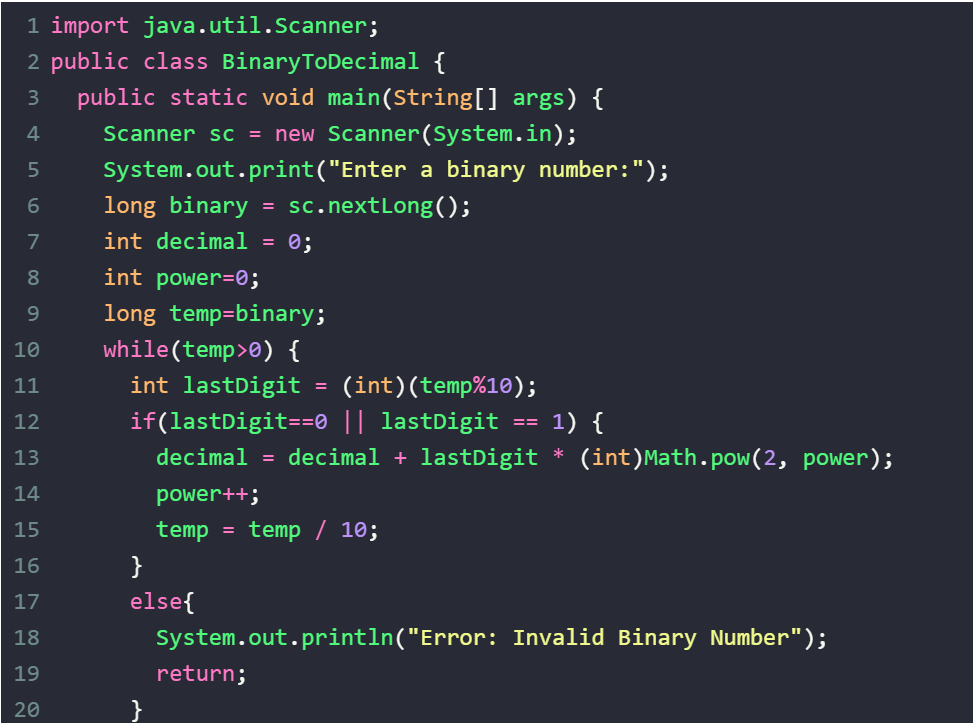 1 import java.util.Scanner;
2 public class BinaryToDecimal {
3   public static void main(String[] args) {
4     Scanner sc = new Scanner(System.in);
5     System.out.print("Enter a binary number:");
6     long binary = sc.nextLong();
7     int decimal = 0;
8     int power=0;
9     long temp=binary;
10     while(temp>0) {
11       int lastDigit = (int)(temp%10);
12       if(lastDigit==0 || lastDigit == 1) {
13         decimal = decimal + lastDigit * (int)Math.pow(2, power);
14         power++;
15         temp = temp / 10;
16       }
17       else{
18         System.out.println("Error: Invalid Binary Number");
19         return;
20       }